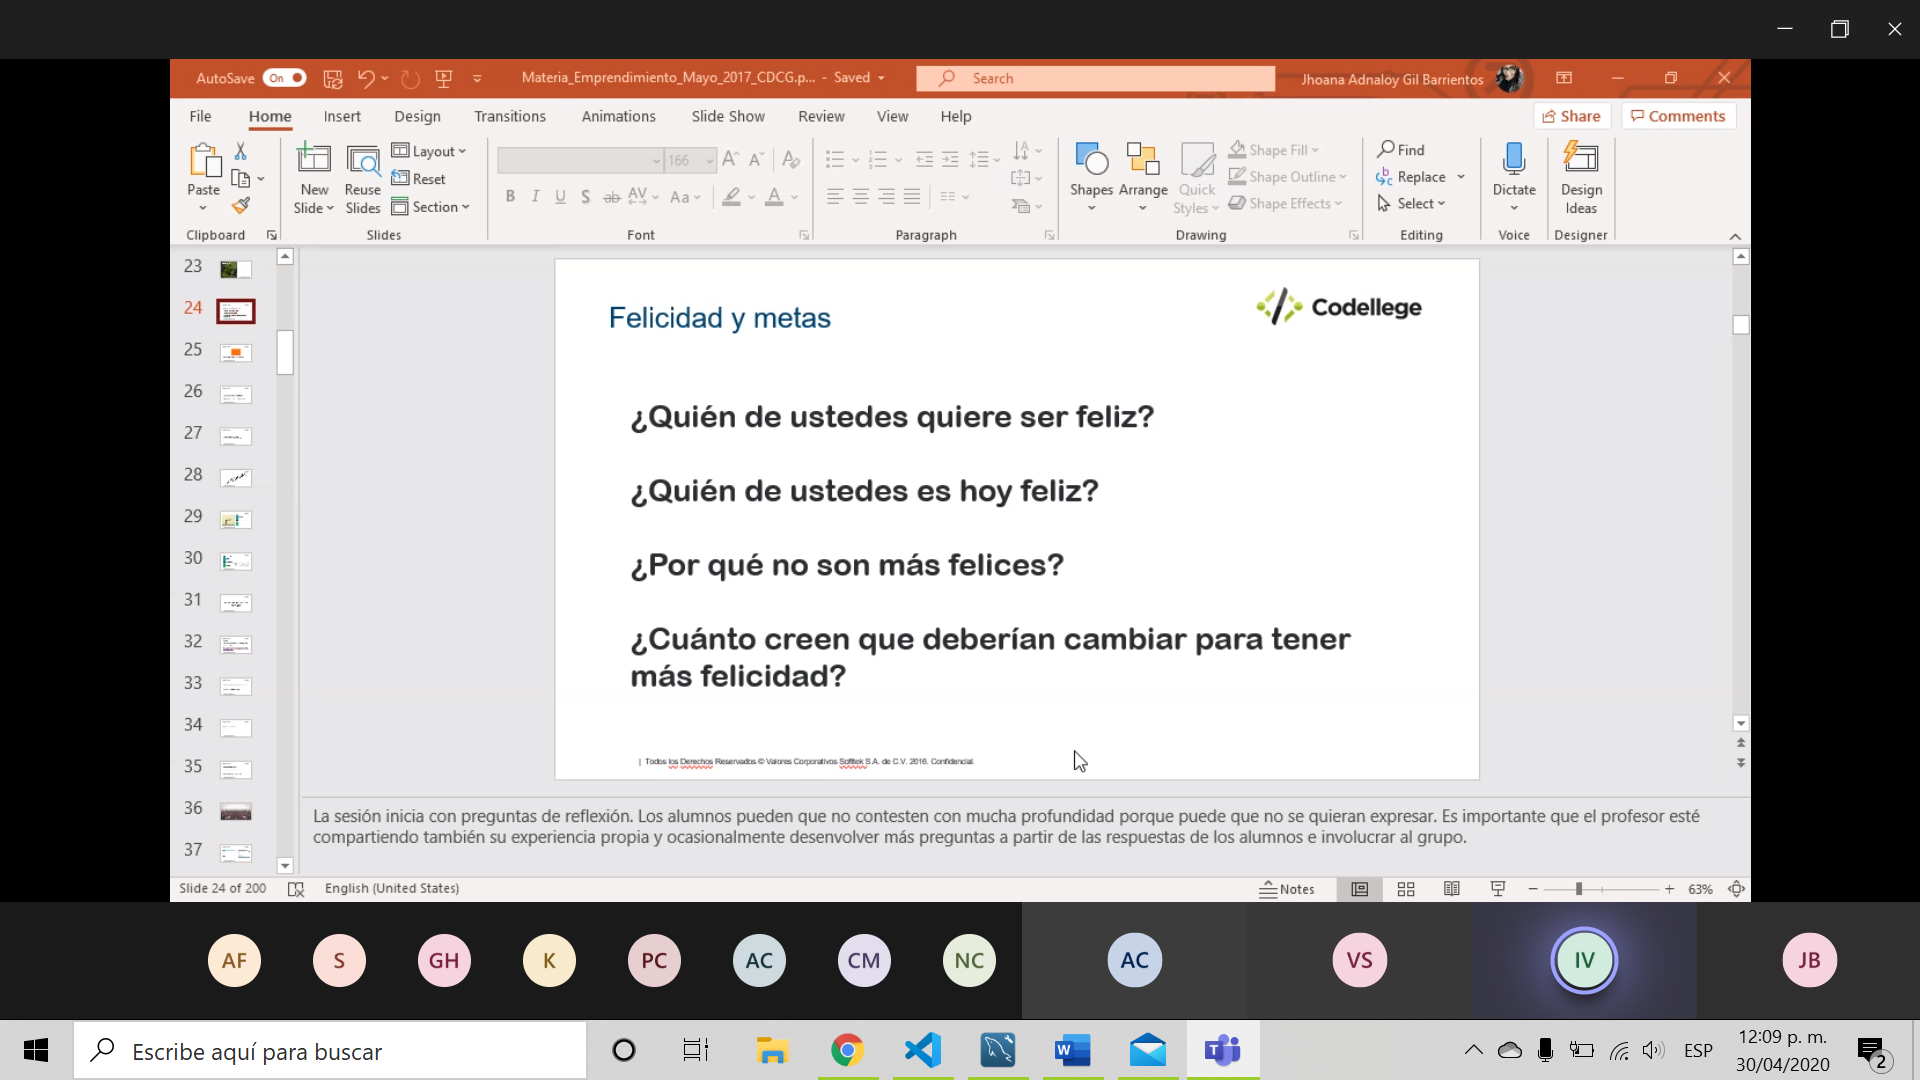 AutoSave On Materia_Emprendimiento_Mayo_2017_CDCG.p... - Saved Search Jhoana Adnaloy Gil Barrientos
File Home Insert Design Transitions Animations Slide Show Review View Help Share Comments
Paste
New Slide
Reuse Slides
Layout
Reset
Section
166
B I U S ab AV Aa A
Shapes
Arrange
Quick Styles
Shape Fill
Shape Outline
Shape Effects
Find
Replace
Select
Dictate
Design Ideas
Clipboard Slides Font Paragraph Drawing Editing Voice Designer
23
24
25
26
27
28
29
30
31
32
33
34
35
36
37
Felicidad y metas
Codellege
¿Quién de ustedes quiere ser feliz?
¿Quién de ustedes es hoy feliz?
¿Por qué no son más felices?
¿Cuánto creen que deberían cambiar para tener
más felicidad?
| Todos los Derechos Reservados © Valores Corporativos Softtek S.A. de C.V. 2016. Confidencial.
La sesión inicia con preguntas de reflexión. Los alumnos pueden que no contesten con mucha profundidad porque puede que no se quieran expresar. Es importante que el profesor esté
compartiendo también su experiencia propia y ocasionalmente desenvolver más preguntas a partir de las respuestas de los alumnos e involucrar al grupo.
Slide 24 of 200 English (United States) Notes 63%
AF S GH K PC AC CM NC AC VS IV JB
Escribe aquí para buscar
ESP
12:09 p. m.
30/04/2020
2